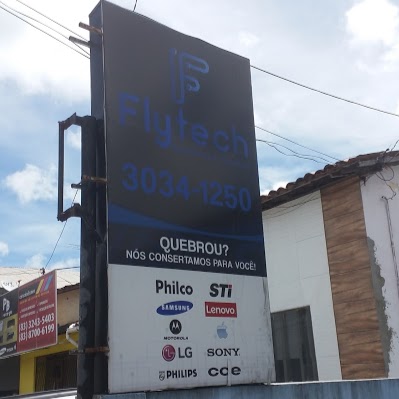 Flytech
3034-1250
QUEBROU?
NÓS CONSERTAMOS PARA VOCÊ!
Philco STi
SAMSUNG Lenovo
MOTOROLA
LG SONY
PHILIPS cce
(83) 3243-5403
(83) 8700-6199